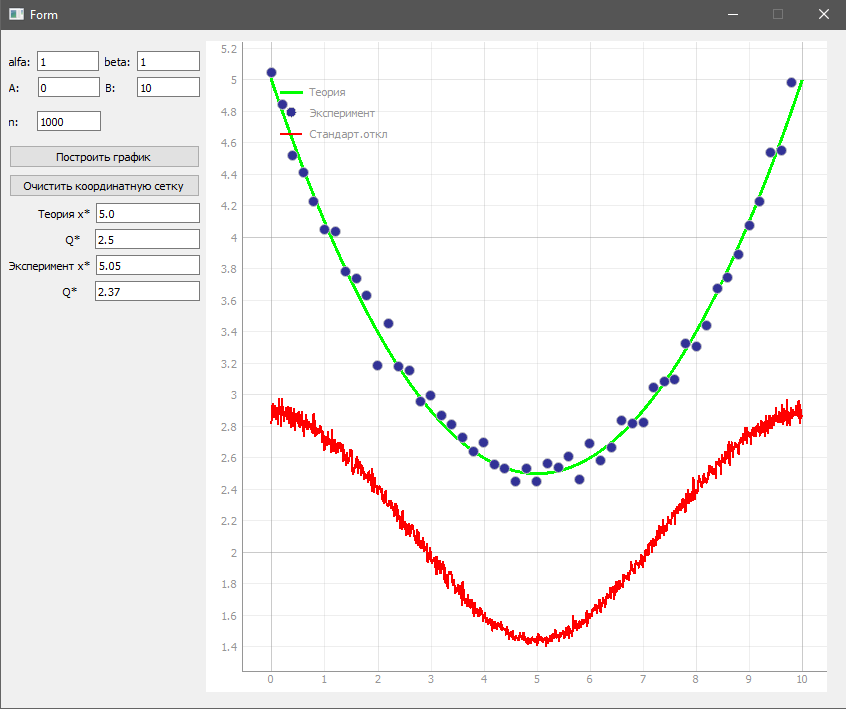 Form
alfa: 1 beta: 1
A: 0 B: 10
n: 1000
Построить график
Очистить координатную сетку
Теория x* 5.0
Q* 2.5
Эксперимент x* 5.05
Q* 2.37
Теория
Эксперимент
Стандарт.откл
5.2
5
4.8
4.6
4.4
4.2
4
3.8
3.6
3.4
3.2
3
2.8
2.6
2.4
2.2
2
1.8
1.6
1.4
0 1 2 3 4 5 6 7 8 9 10